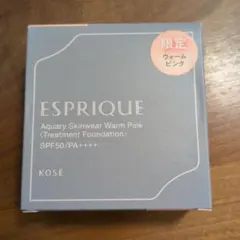 限定
ウォーム
ピンク
ESPRIQUE
Aquary Skinwear Warm Pink
(Treatment Foundation)
SPF50/PA++++
KOSÉ